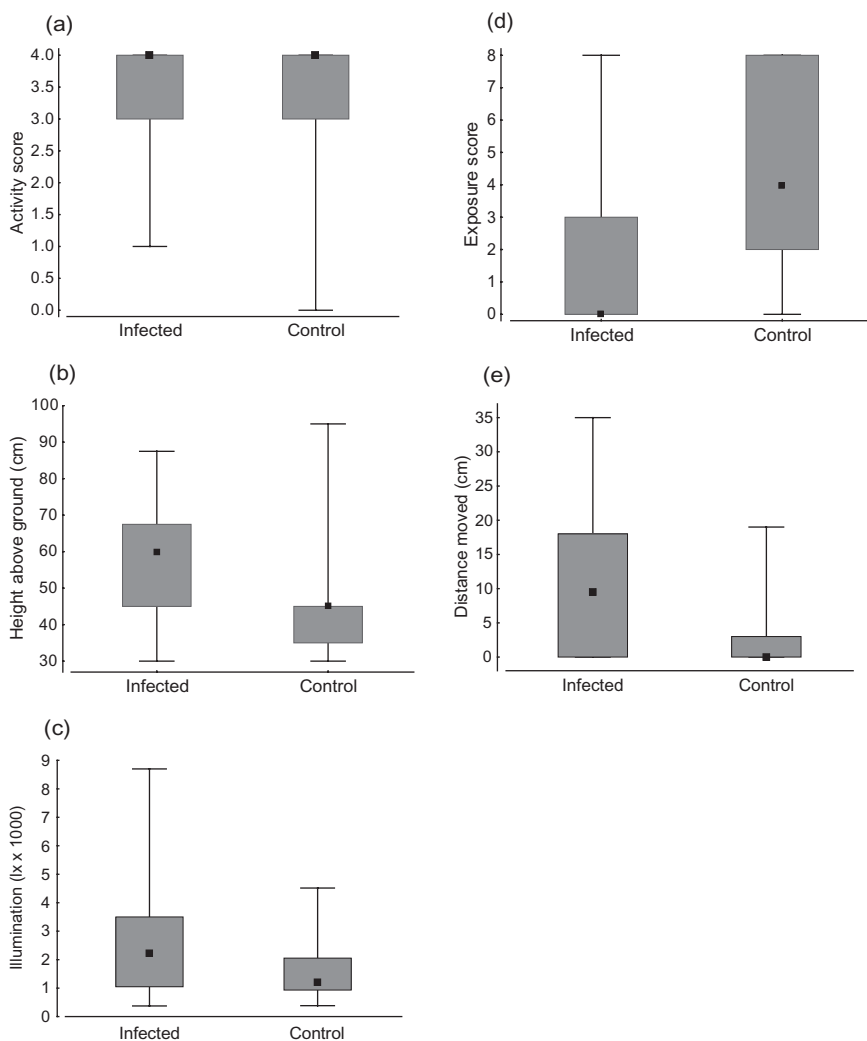 (a)
4.0
3.5
3.0
2.5
2.0
1.5
1.0
0.5
0.0
Activity score
Infected Control
(b)
100
90
80
70
60
50
40
30
Height above ground (cm)
Infected Control
(c)
9
8
7
6
5
4
3
2
1
0
Illumination (lx x 1000)
Infected Control
(d)
8
7
6
5
4
3
2
1
0
Exposure score
Infected Control
(e)
35
30
25
20
15
10
5
0
Distance moved (cm)
Infected Control